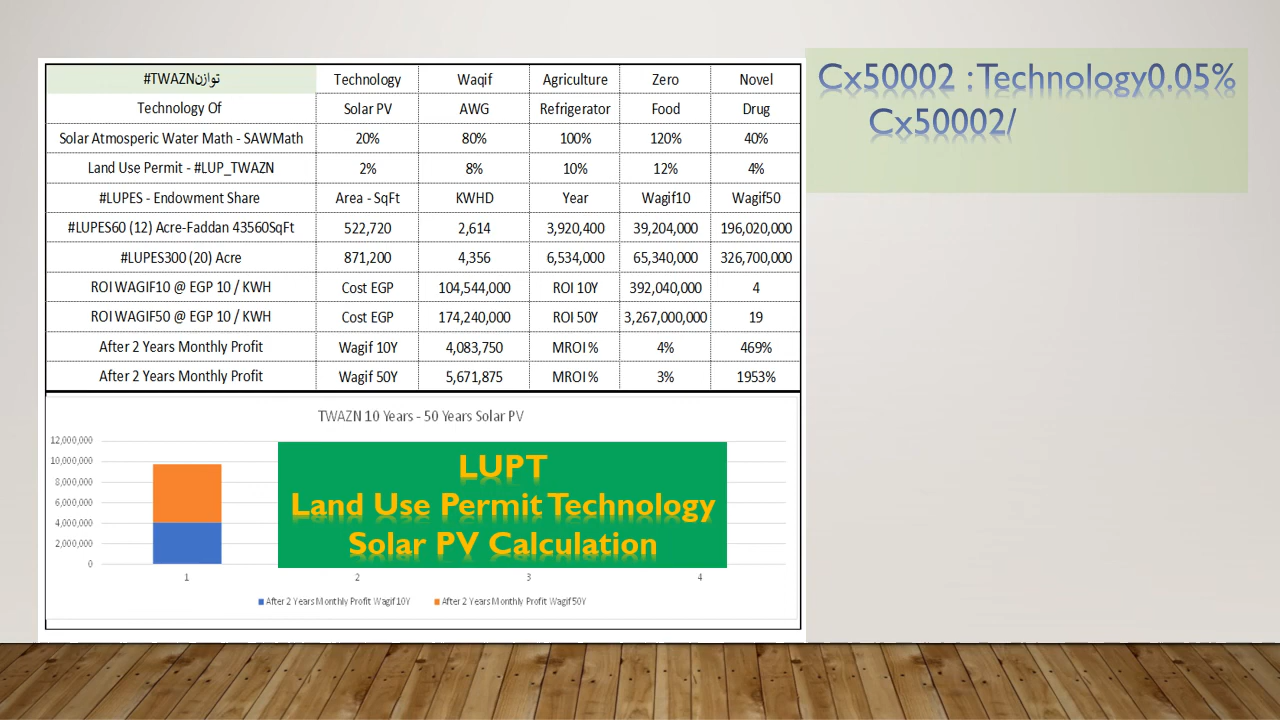 #TWAZNتوازن Technology Waqif Agriculture Zero Novel
Technology Of Solar PV AWG Refrigerator Food Drug
Solar Atmosperic Water Math - SAWMath 20% 80% 100% 120% 40%
Land Use Permit - #LUP_TWAZN 2% 8% 10% 12% 4%
#LUPES - Endowment Share Area - SqFt KWHD Year Wagif10 Wagif50
#LUPES60 (12) Acre-Faddan 43560SqFt 522,720 2,614 3,920,400 39,204,000 196,020,000
#LUPES300 (20) Acre 871,200 4,356 6,534,000 65,340,000 326,700,000
ROI WAGIF10 @ EGP 10 / KWH Cost EGP 104,544,000 ROI 10Y 392,040,000 4
ROI WAGIF50 @ EGP 10 / KWH Cost EGP 174,240,000 ROI 50Y 3,267,000,000 19
After 2 Years Monthly Profit Wagif 10Y 4,083,750 MROI % 4% 469%
After 2 Years Monthly Profit Wagif 50Y 5,671,875 MROI % 3% 1953%
TWAZN 10 Years - 50 Years Solar PV
12,000,000
10,000,000
8,000,000
6,000,000
4,000,000
2,000,000
0
1 2 3 4
After 2 Years Monthly Profit Wagif 10Y After 2 Years Monthly Profit Wagif 50Y
LUPT
Land Use Permit Technology
Solar PV Calculation
Cx50002 :Technology0.05%
Cx50002/